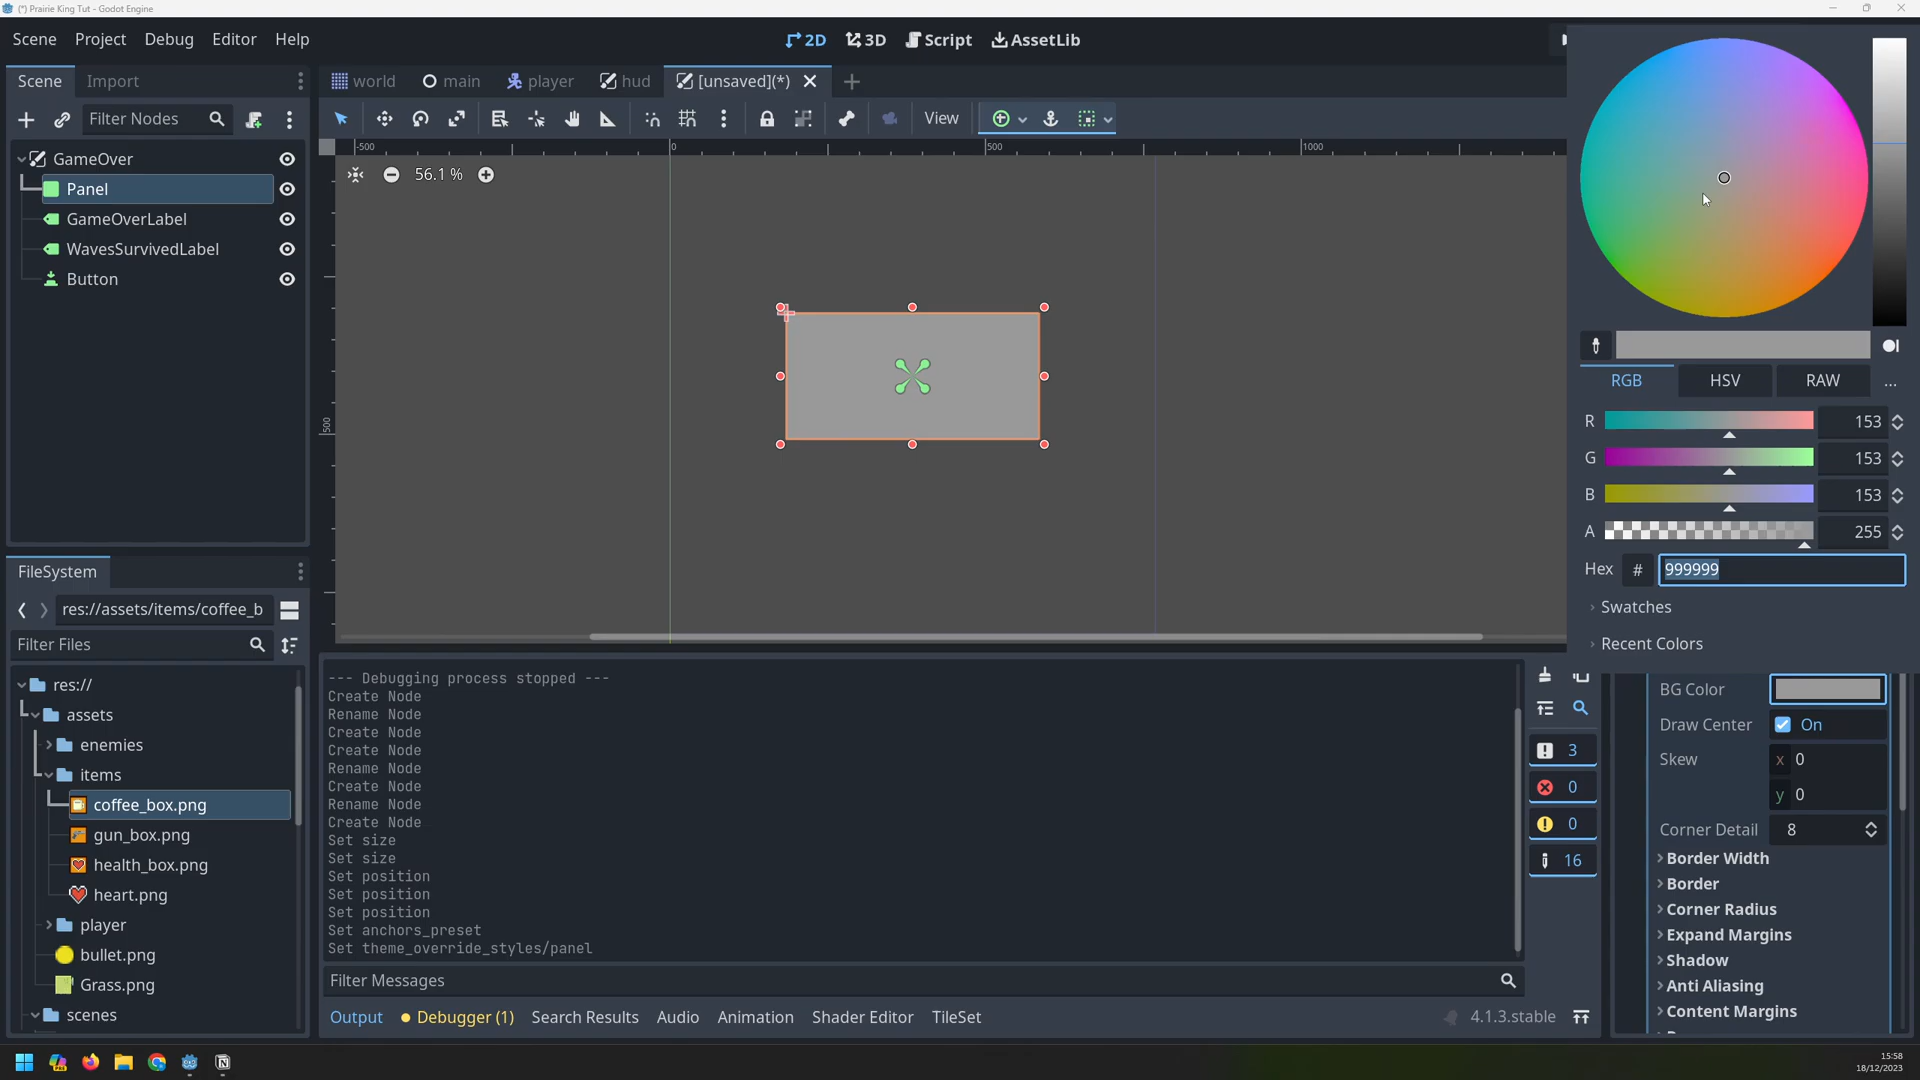 (*) Prairie King Tut - Godot Engine
Scene Project Debug Editor Help
2D 3D Script AssetLib
Scene Import
world main player hud [unsaved](*)
Filter Nodes
View
GameOver
Panel
GameOverLabel
WavesSurvivedLabel
Button
-500 0 500 1000
500
56.1 %
RGB HSV RAW ...
R 153
G 153
B 153
A 255
Hex # 999999
Swatches
Recent Colors
BG Color
Draw Center On
Skew x 0
y 0
Corner Detail 8
Border Width
Border
Corner Radius
Expand Margins
Shadow
Anti Aliasing
Content Margins
FileSystem
res://assets/items/coffee_b
Filter Files
res://
assets
enemies
items
coffee_box.png
gun_box.png
health_box.png
heart.png
player
bullet.png
Grass.png
scenes
--- Debugging process stopped ---
Create Node
Rename Node
Create Node
Create Node
Rename Node
Create Node
Rename Node
Create Node
Set size
Set size
Set position
Set position
Set position
Set anchors_preset
Set theme_override_styles/panel
3
0
0
16
Filter Messages
Output Debugger (1) Search Results Audio Animation Shader Editor TileSet 4.1.3.stable
15:58
18/12/2023